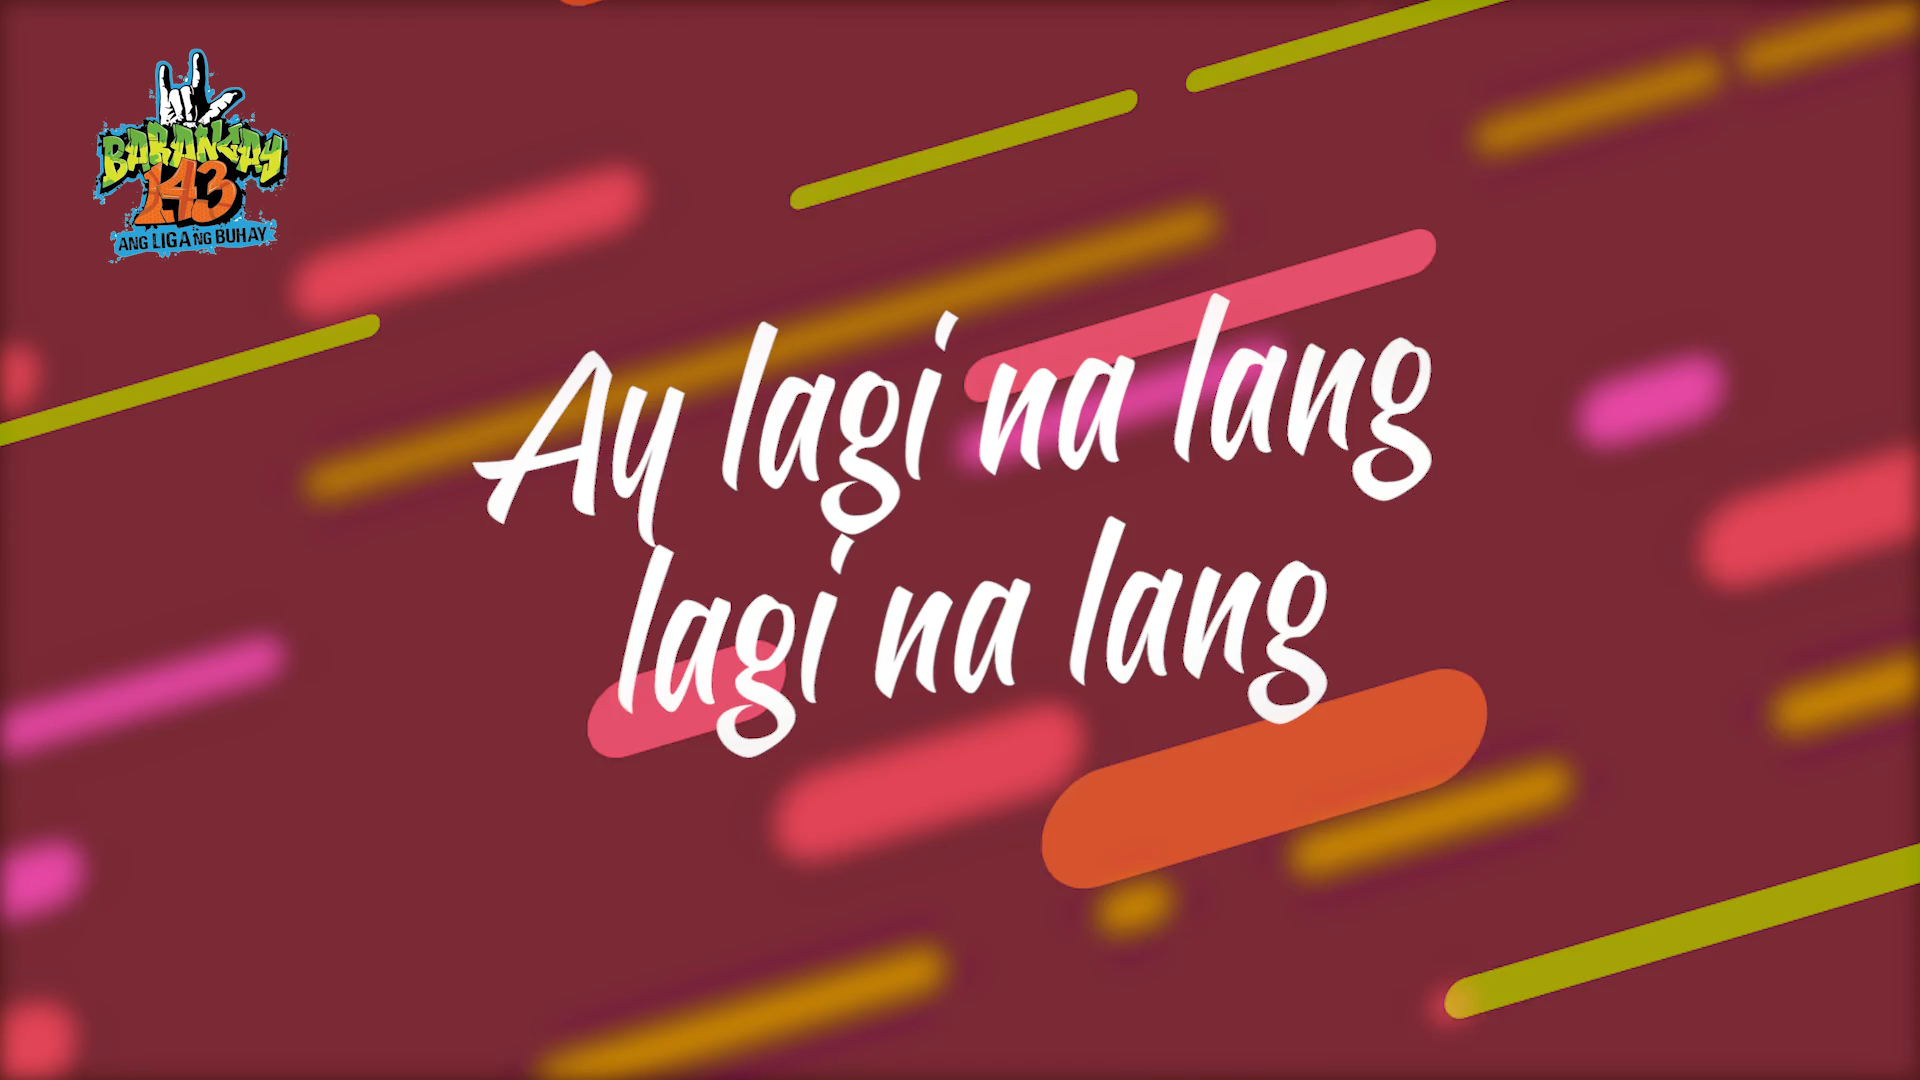 BARANGAY
143
ANG LIGA NG BUHAY
Ay lagi na lang
lagi na lang